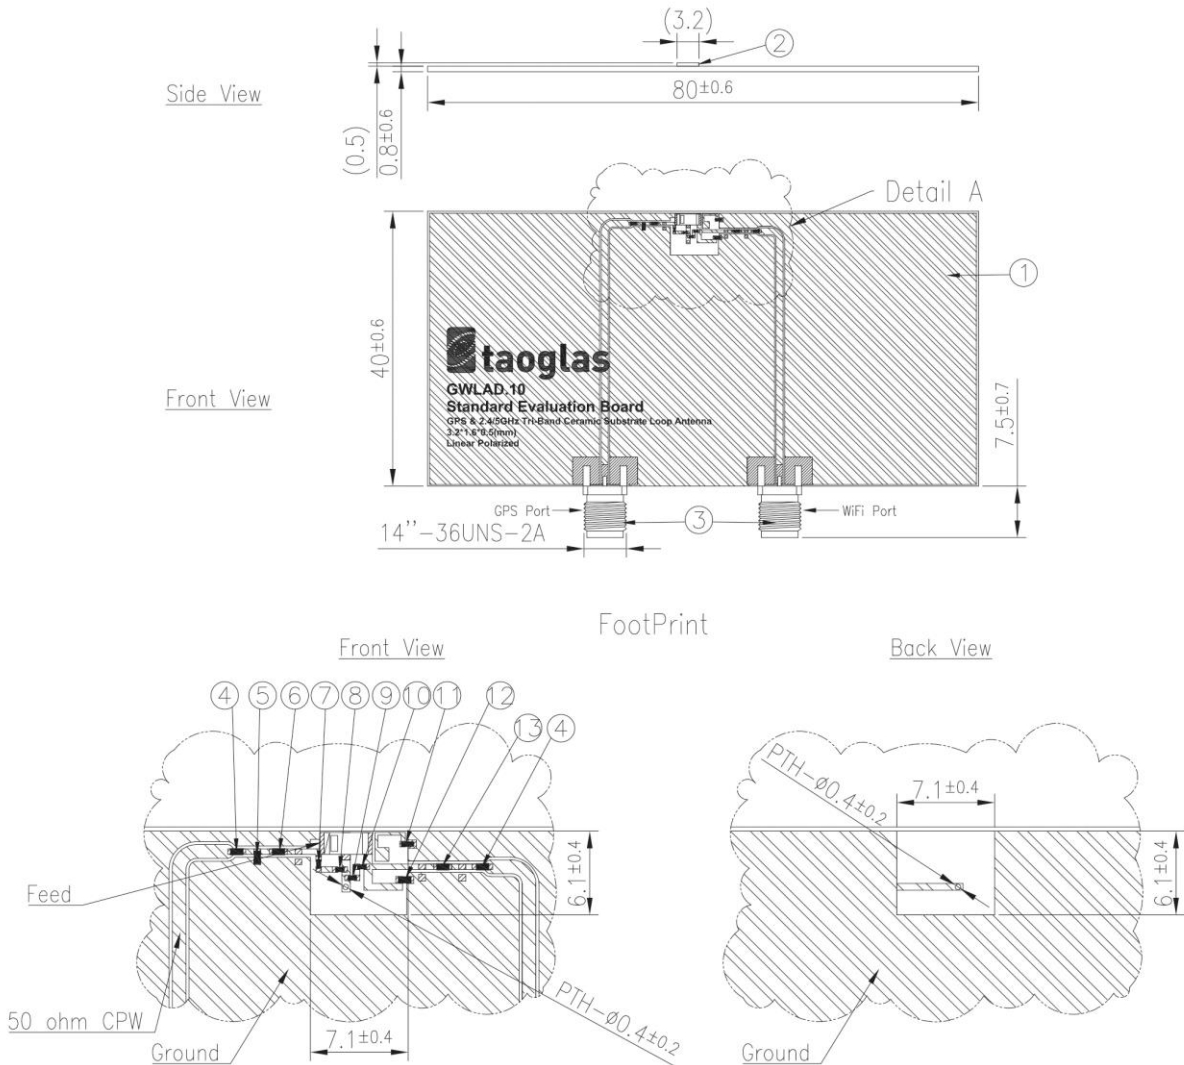 (3.2)
②
Side View
80±0.6
(0.5)
0.8±0.6
Detail A
①
40±0.6
taoglas
GWLAD.10
Standard Evaluation Board
GPS & 2.4/5GHz Tri-Band Ceramic Substrate Loop Antenna
3.2*1.6*0.5(mm)
Linear Polarized
Front View
7.5±0.7
GPS Port
③
WiFi Port
14''-36UNS-2A
FootPrint
Front View
Back View
④ ⑤ ⑥ ⑦ ⑧ ⑨ ⑩ ⑪ ⑫
⑬ ④
PTH-ø0.4±0.2
7.1±0.4
6.1±0.4
6.1±0.4
Feed
50 ohm CPW
Ground
7.1±0.4
PTH-ø0.4±0.2
Ground